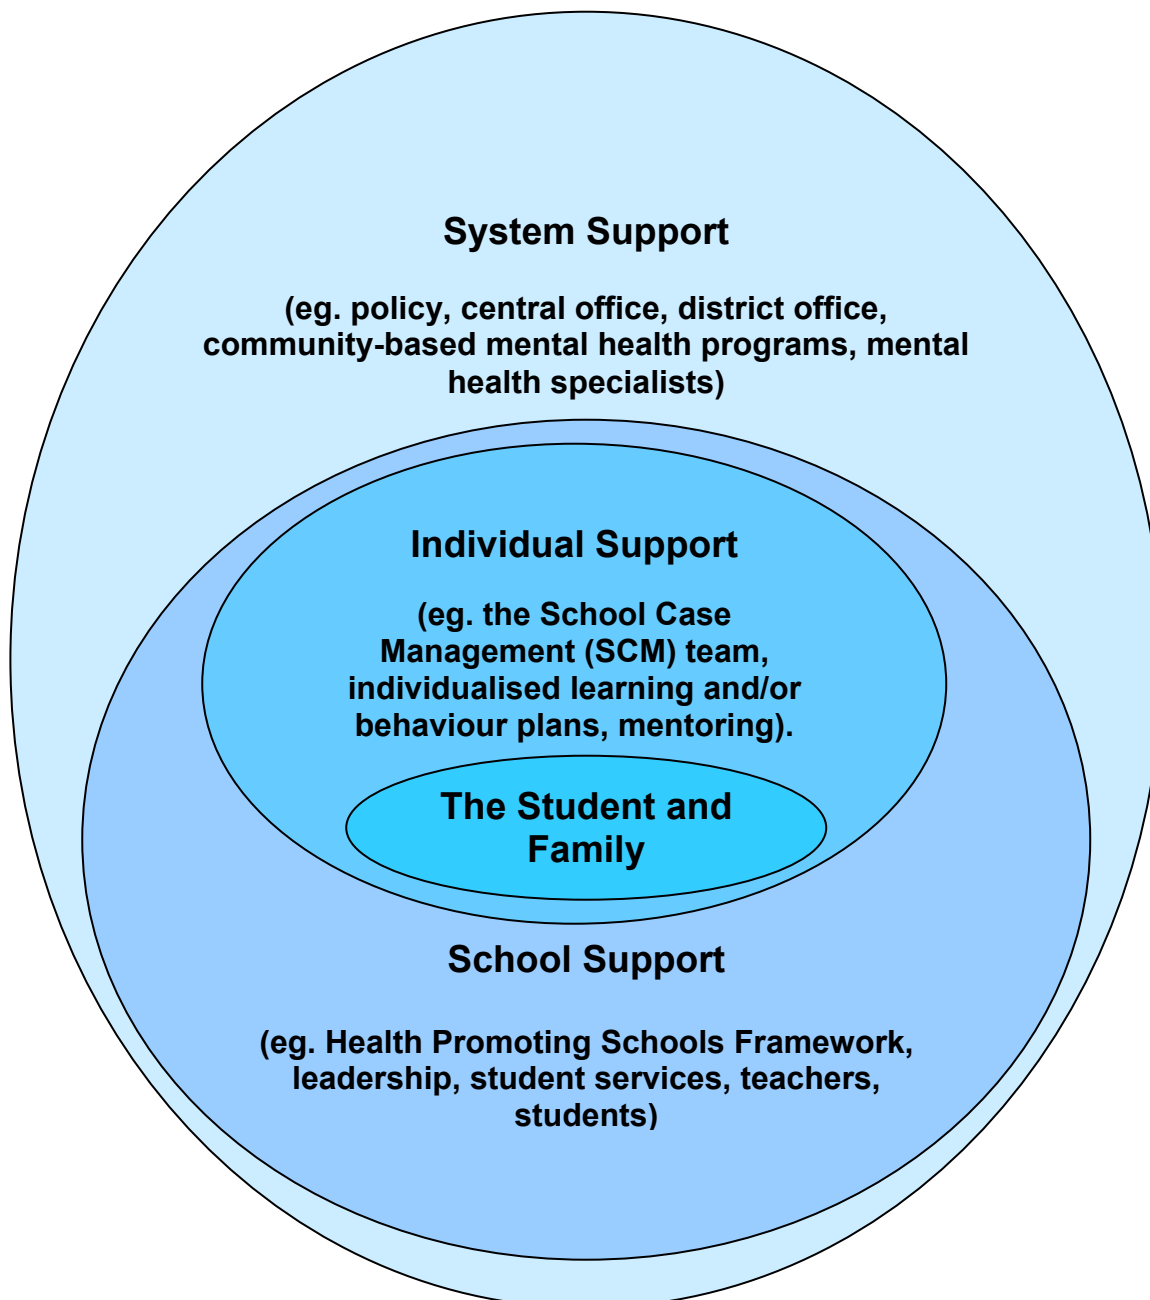 System Support
(eg. policy, central office, district office,
community-based mental health programs, mental
health specialists)
Individual Support
(eg. the School Case
Management (SCM) team,
individualised learning and/or
behaviour plans, mentoring).
The Student and
Family
School Support
(eg. Health Promoting Schools Framework,
leadership, student services, teachers,
students)